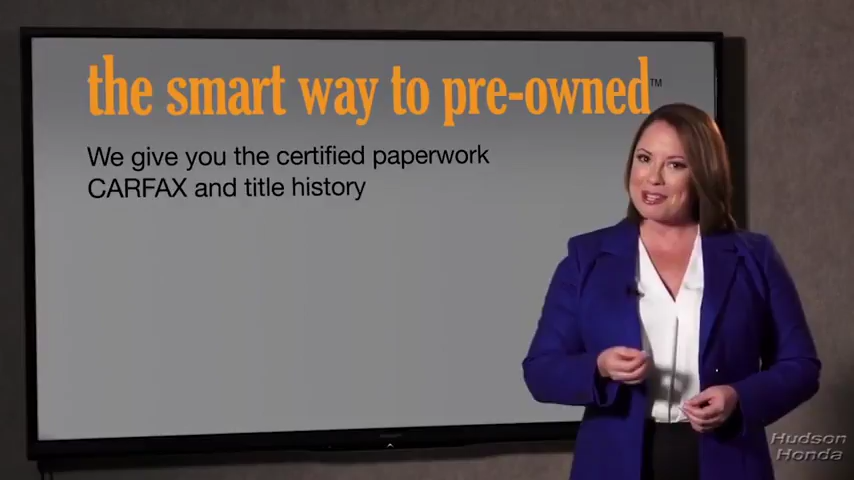 the smart way to pre-owned™
We give you the certified paperwork
CARFAX and title history
Hudson
Honda